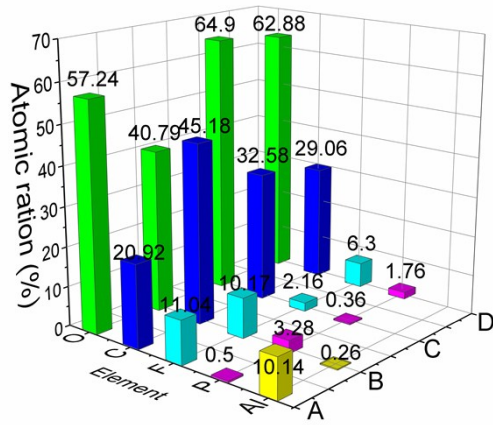 70
60
50
40
30
20
10
0
Atomic ration (%)
57.24
40.79
64.9
62.88
20.92
45.18
32.58
29.06
11.04
10.17
2.16
6.3
0.5
3.28
0.36
1.76
10.14
0.26
O
C
F
P
Al
Element
A
B
C
D